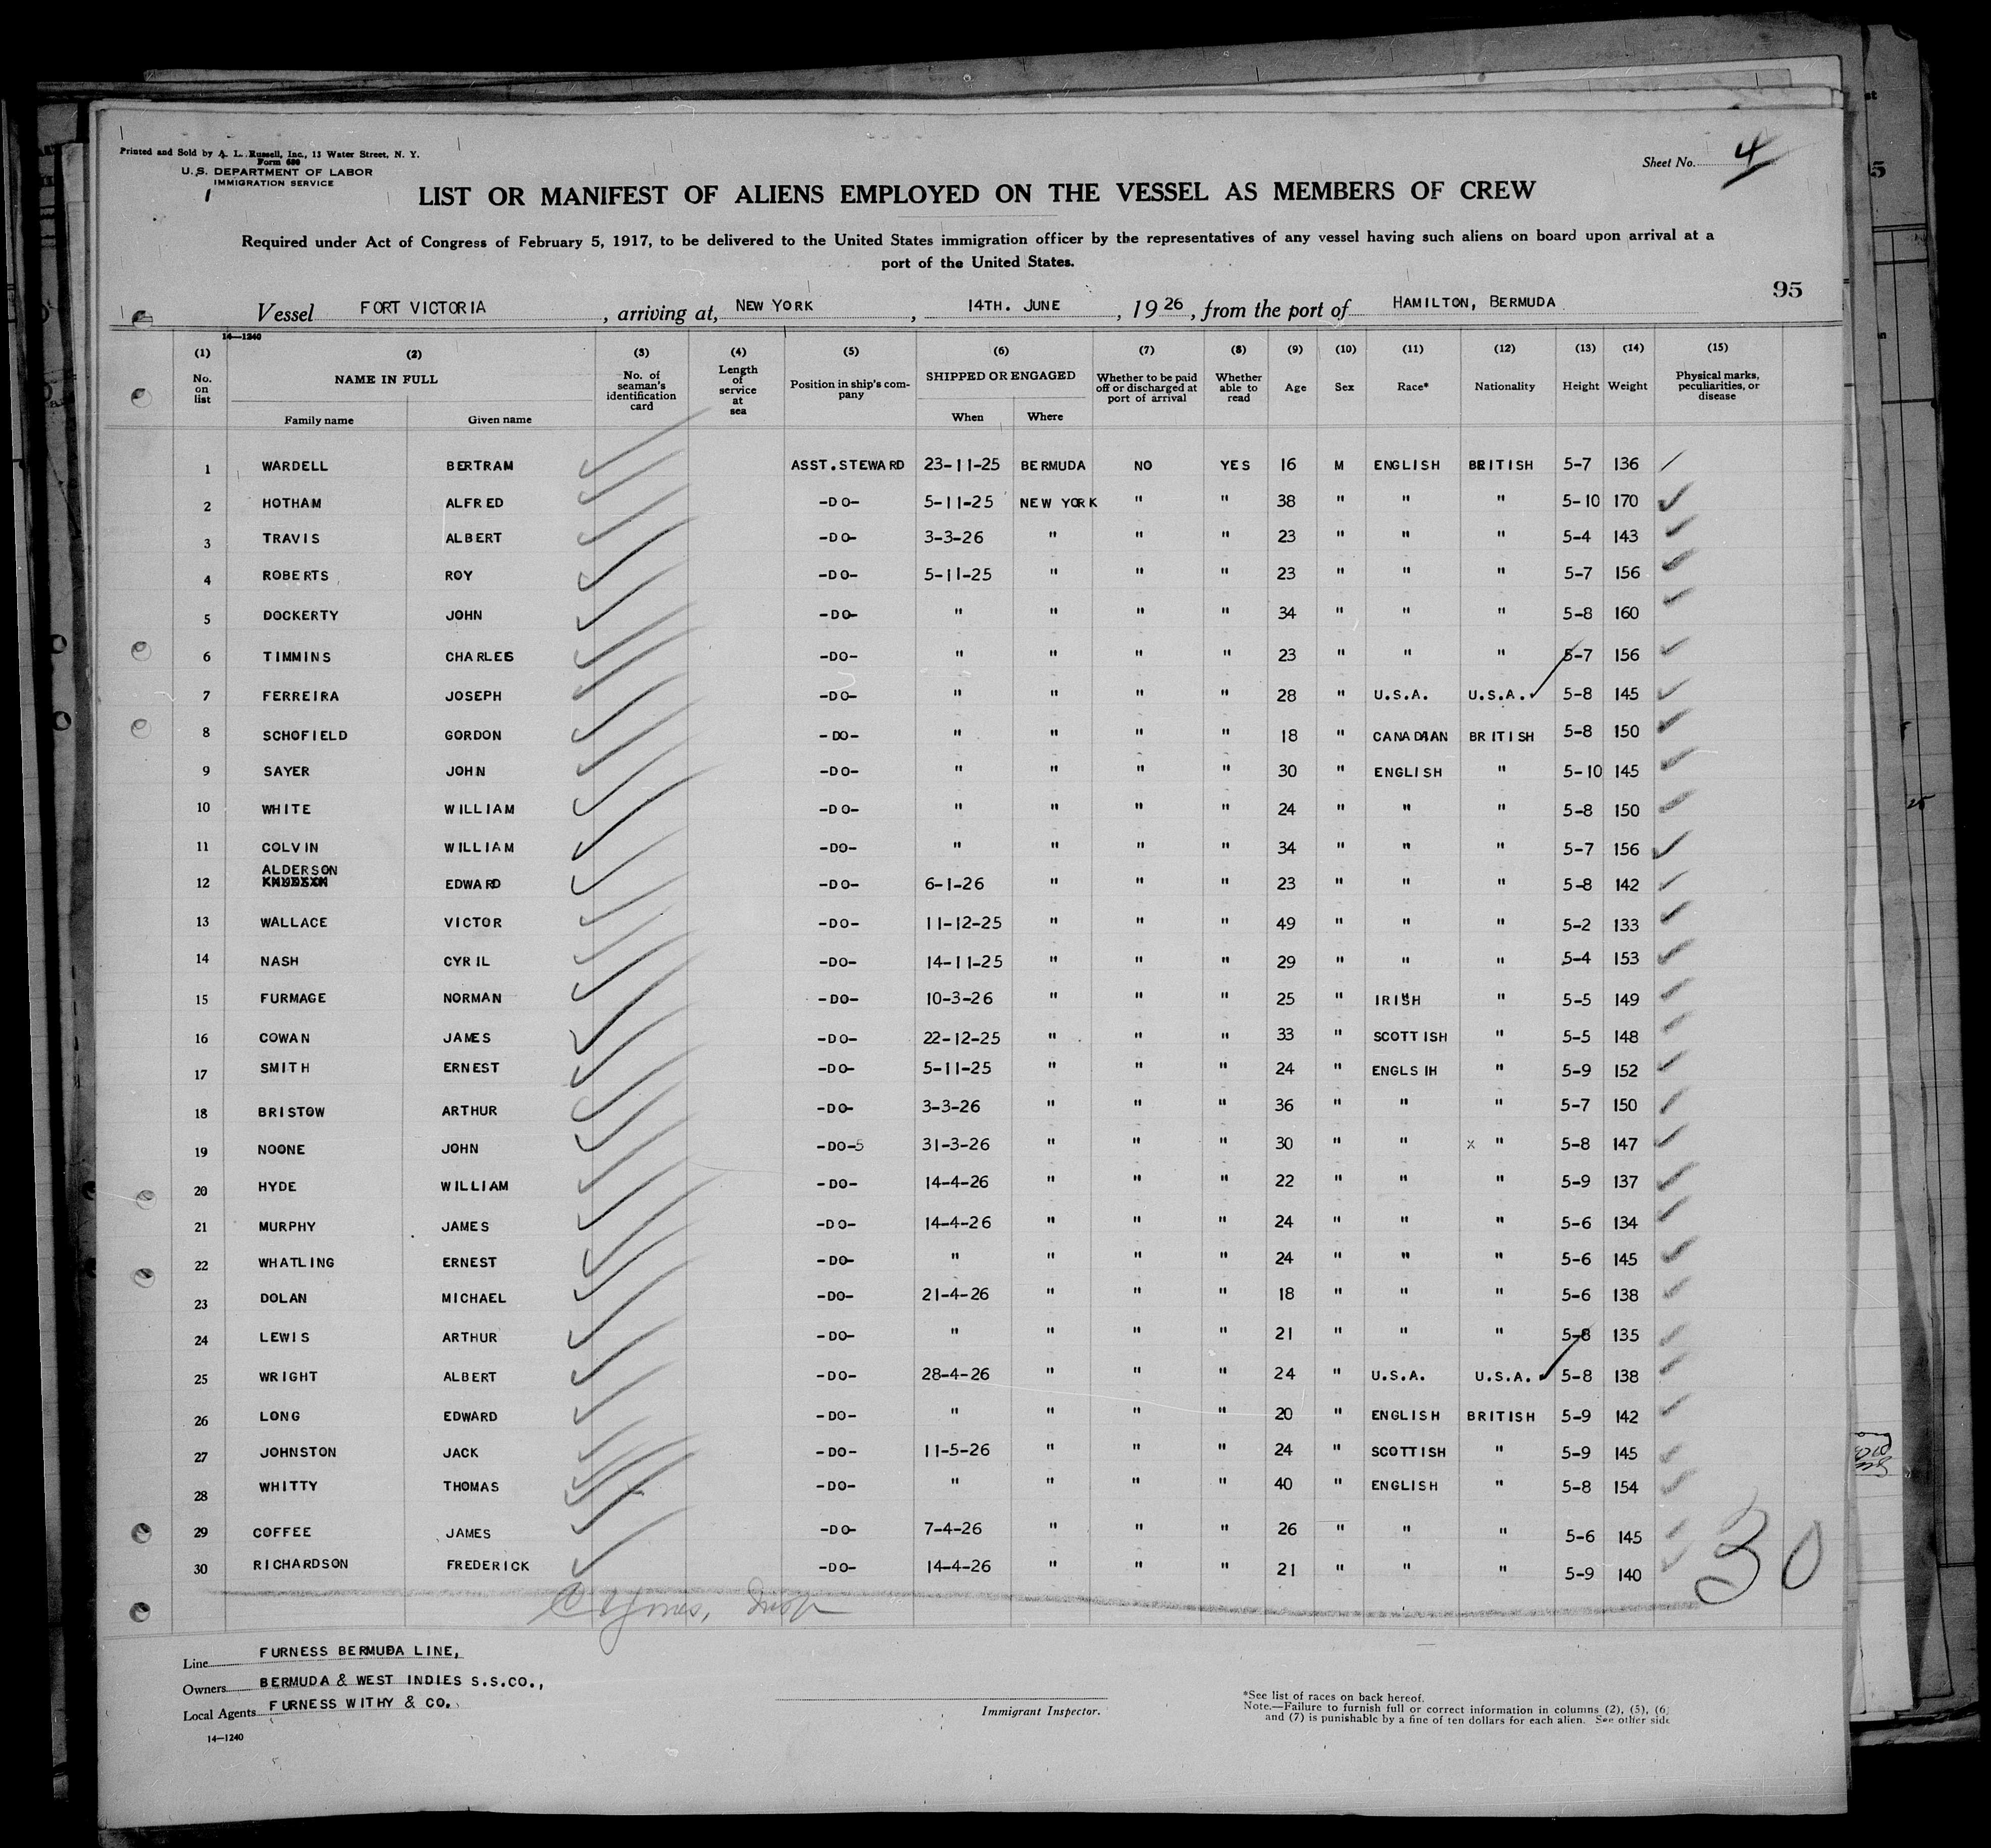 Printed and Sold by A. L. Russell, Inc., 13 Water Street, N. Y.
Form 689
U.S. DEPARTMENT OF LABOR
IMMIGRATION SERVICE
Sheet No. 4
LIST OR MANIFEST OF ALIENS EMPLOYED ON THE VESSEL AS MEMBERS OF CREW
Required under Act of Congress of February 5, 1917, to be delivered to the United States immigration officer by the representatives of any vessel having such aliens on board upon arrival at a
port of the United States.
95
Vessel FORT VICTORIA, arriving at, NEW YORK, 14TH. JUNE, 1926, from the port of HAMILTON, BERMUDA
14—1240
(1) (2) (3) (4) (5) (6) (7) (8) (9) (10) (11) (12) (13) (14) (15)
No. on list NAME IN FULL Family name Given name No. of seaman's identification card Length of service at sea Position in ship's company SHIPPED OR ENGAGED When Where Whether to be paid off or discharged at port of arrival Whether able to read Age Sex Race* Nationality Height Weight Physical marks, peculiarities, or disease
1 WARDELL BERTRAM ASST.STEWARD 23-11-25 BERMUDA NO YES 16 M ENGLISH BRITISH 5-7 136
2 HOTHAM ALFRED -DO- 5-11-25 NEW YORK " " 38 " " " 5-10 170
3 TRAVIS ALBERT -DO- 3-3-26 " " " 23 " " " 5-4 143
4 ROBERTS ROY -DO- 5-11-25 " " " 23 " " " 5-7 156
5 DOCKERTY JOHN -DO- " " " " 34 " " " 5-8 160
6 TIMMINS CHARLES -DO- " " " " 23 " " " 5-7 156
7 FERREIRA JOSEPH -DO- " " " " 28 " U.S.A. U.S.A. 5-8 145
8 SCHOFIELD GORDON -DO- " " " " 18 " CANADIAN BRITISH 5-8 150
9 SAYER JOHN -DO- " " " " 30 " ENGLISH " 5-10 145
10 WHITE WILLIAM -DO- " " " " 24 " " " 5-8 150
11 COLVIN WILLIAM -DO- " " " " 34 " " " 5-7 156
12 ALDERSON EDWARD -DO- 6-1-26 " " " 23 " " " 5-8 142
13 WALLACE VICTOR -DO- 11-12-25 " " " 49 " " " 5-2 133
14 NASH CYRIL -DO- 14-11-25 " " " 29 " " " 5-4 153
15 FURMAGE NORMAN -DO- 10-3-26 " " " 25 " IRISH " 5-5 149
16 COWAN JAMES -DO- 22-12-25 " " " 33 " SCOTTISH " 5-5 148
17 SMITH ERNEST -DO- 5-11-25 " " " 24 " ENGLSIH " 5-9 152
18 BRISTOW ARTHUR -DO- 3-3-26 " " " 36 " " " 5-7 150
19 NOONE JOHN -DO-5 31-3-26 " " " 30 " " x " 5-8 147
20 HYDE WILLIAM -DO- 14-4-26 " " " 22 " " " 5-9 137
21 MURPHY JAMES -DO- 14-4-26 " " " 24 " " " 5-6 134
22 WHATLING ERNEST -DO- " " " " 24 " " " 5-6 145
23 DOLAN MICHAEL -DO- 21-4-26 " " " 18 " " " 5-6 138
24 LEWIS ARTHUR -DO- " " " " 21 " " " 5-8 135
25 WRIGHT ALBERT -DO- 28-4-26 " " " 24 " U.S.A. U.S.A. 5-8 138
26 LONG EDWARD -DO- " " " " 20 " ENGLISH BRITISH 5-9 142
27 JOHNSTON JACK -DO- 11-5-26 " " " 24 " SCOTTISH " 5-9 145
28 WHITTY THOMAS -DO- " " " " 40 " ENGLISH " 5-8 154
29 COFFEE JAMES -DO- 7-4-26 " " " 26 " " " 5-6 145
30 RICHARDSON FREDERICK -DO- 14-4-26 " " " 21 " " " 5-9 140
30
Line FURNESS BERMUDA LINE,
Owners BERMUDA & WEST INDIES S.S.CO.,
Local Agents FURNESS WITHY & CO.
Immigrant Inspector.
*See list of races on back hereof.
Note.—Failure to furnish full or correct information in columns (2), (5), (6)
and (7) is punishable by a fine of ten dollars for each alien. See other side
14—1240